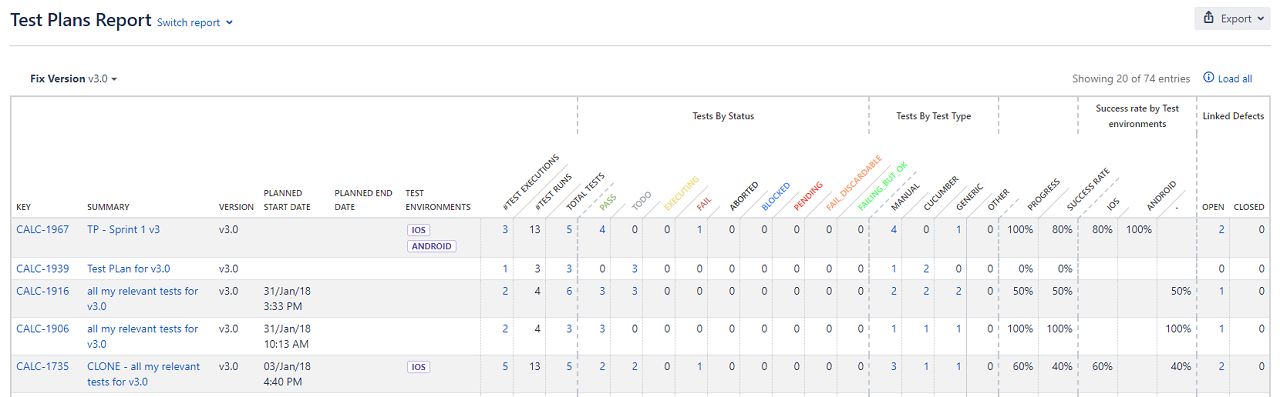 Test Plans Report Switch report
Export
Fix Version v3.0
Showing 20 of 74 entries Load all
Tests By Status Tests By Test Type Success rate by Test environments Linked Defects
KEY SUMMARY VERSION PLANNED START DATE PLANNED END DATE TEST ENVIRONMENTS #TEST EXECUTIONS #TEST RUNS TOTAL TESTS PASS TODO EXECUTING FAIL ABORTED BLOCKED PENDING FAIL_DISCARDABLE FAILING_BUT_OK MANUAL CUCUMBER GENERIC OTHER PROGRESS SUCCESS RATE IOS ANDROID - OPEN CLOSED
CALC-1967 TP - Sprint 1 v3 v3.0 IOS 3 13 5 4 0 0 1 0 0 0 0 0 4 0 1 0 100% 80% 80% 100% 2 0
ANDROID
CALC-1939 Test PLan for v3.0 v3.0 1 3 3 0 3 0 0 0 0 0 0 0 1 2 0 0 0% 0% 0 0
CALC-1916 all my relevant tests for v3.0 31/Jan/18 2 4 6 3 3 0 0 0 0 0 0 0 2 2 2 0 50% 50% 50% 1 0
v3.0 3:33 PM
CALC-1906 all my relevant tests for v3.0 31/Jan/18 2 4 3 3 0 0 0 0 0 0 0 0 1 1 1 0 100% 100% 100% 1 0
v3.0 10:13 AM
CALC-1735 CLONE - all my relevant v3.0 03/Jan/18 IOS 5 13 5 2 2 0 1 0 0 0 0 0 3 1 1 0 60% 40% 60% 40% 2 0
tests for v3.0 4:40 PM